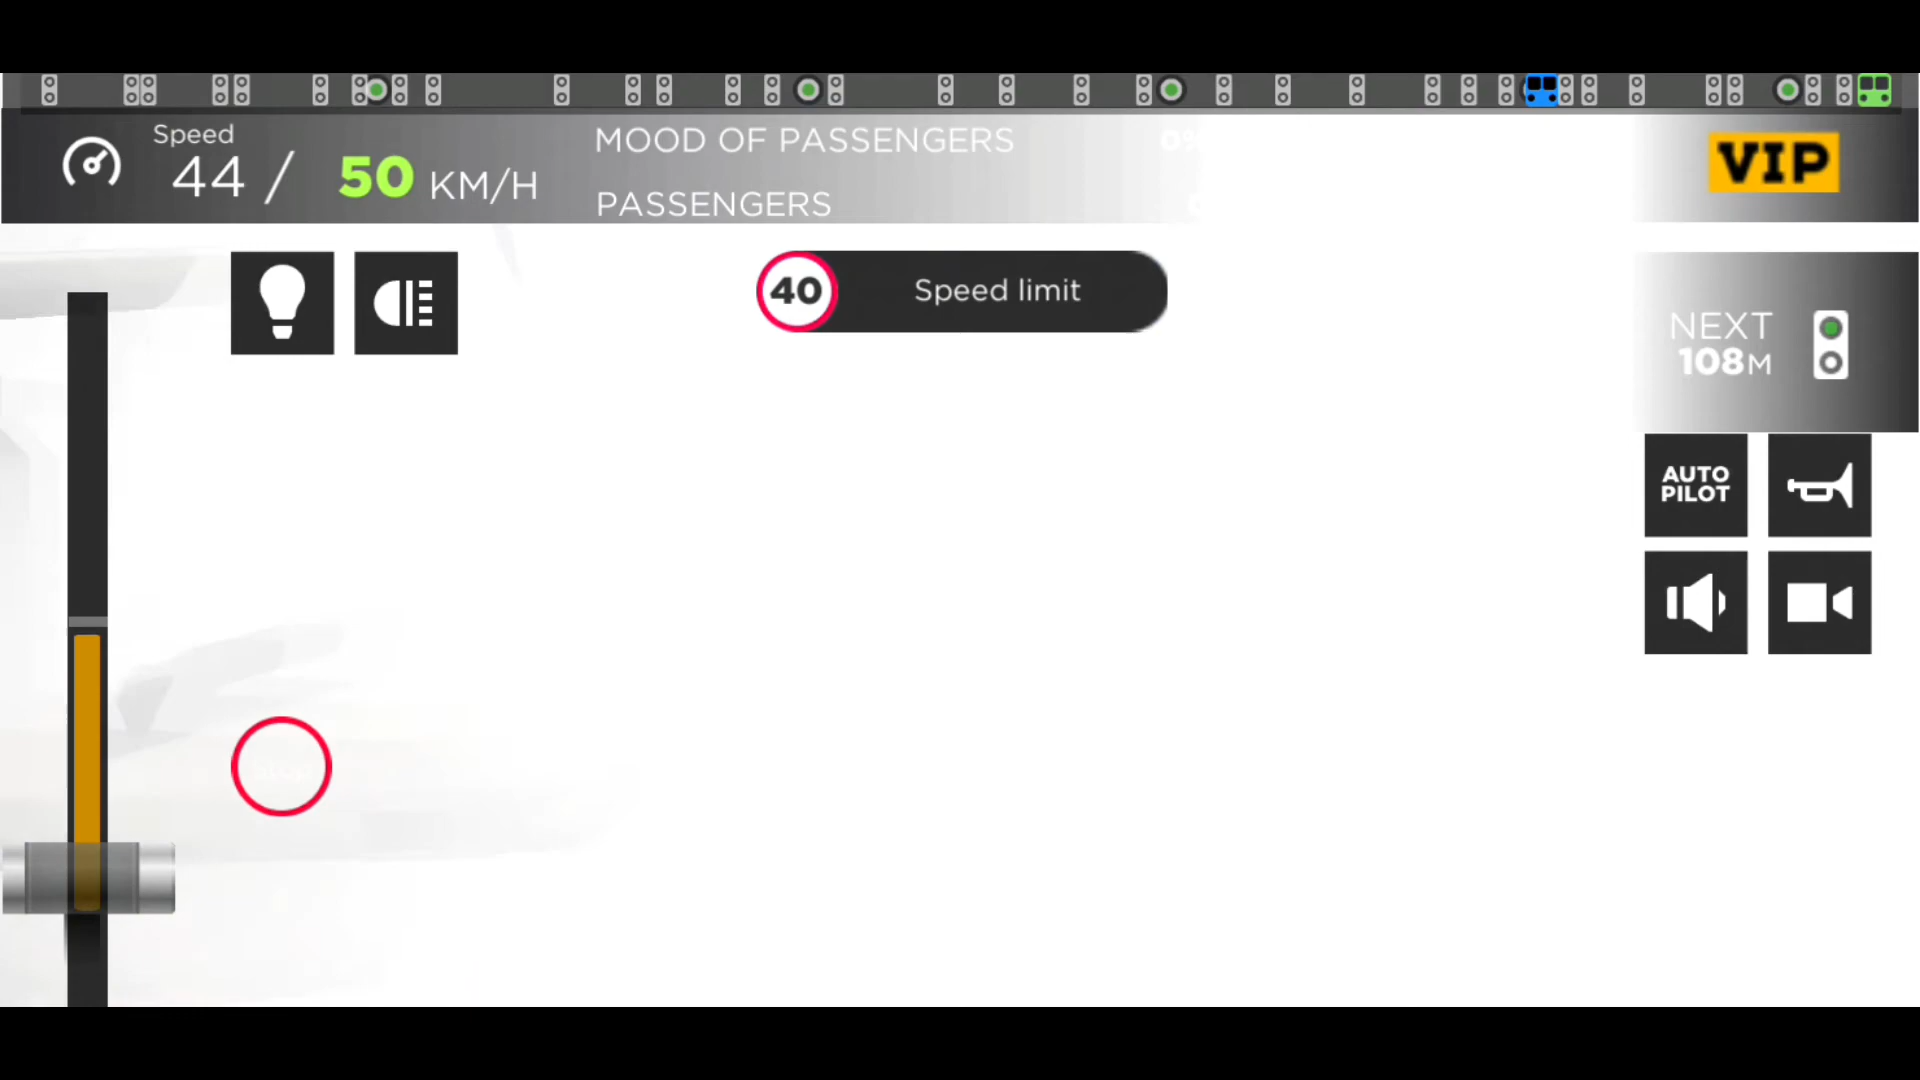 Speed
44 / 50 KM/H
MOOD OF PASSENGERS
PASSENGERS
VIP
40 Speed limit
NEXT
108M
AUTO
PILOT